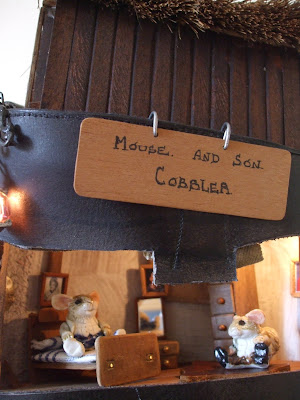 MOUSE. AND SON.
COBBLER.